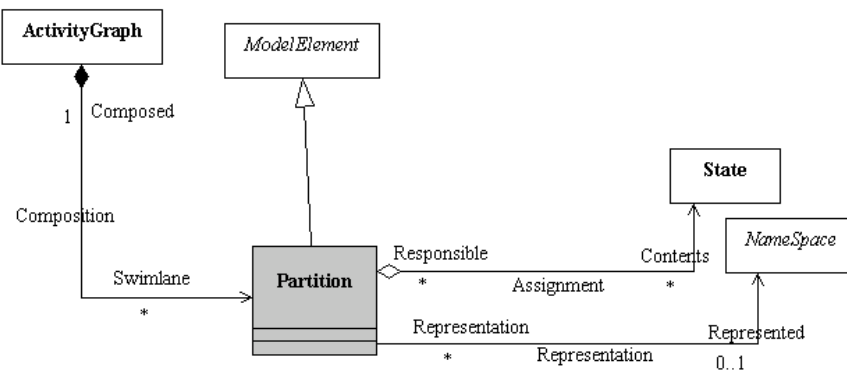 ActivityGraph
ModelElement
1 Composed
State
Composition
NameSpace
Responsible
Contents
Partition
Swimlane
*
Assignment
*
*
Representation
Represented
*
Representation
0..1